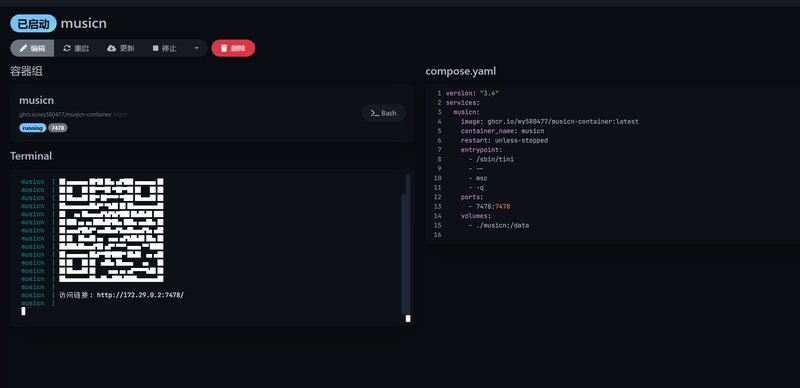 已启动 musicn
编辑 重启 更新 停止 删除
容器组
musicn
ghcr.io/wy580477/musicn-container: latest
running 7478
Bash
Terminal
musicn |
musicn |
musicn |
musicn |
musicn |
musicn |
musicn |
musicn |
musicn |
musicn |
musicn |
musicn |
musicn |
musicn |
musicn | 访问链接: http://172.29.0.2:7478/
musicn |
compose.yaml
1 version: "3.4"
2 services:
3 musicn:
4 image: ghcr.io/wy580477/musicn-container:latest
5 container_name: musicn
6 restart: unless-stopped
7 entrypoint:
8 - /sbin/tini
9 - --
10 - msc
11 - -q
12 ports:
13 - 7478:7478
14 volumes:
15 - ./musicn:/data
16